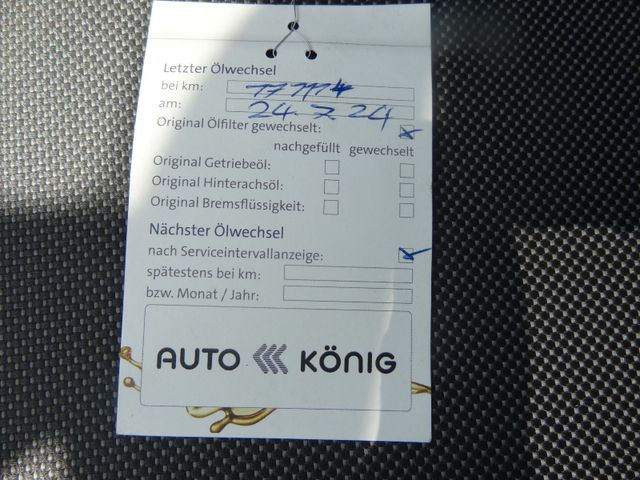 Letzter Ölwechsel
bei km:
am: 24.7.24
Original Ölfilter gewechselt:
nachgefüllt gewechselt
Original Getriebeöl:
Original Hinterachsöl:
Original Bremsflüssigkeit:
Nächster Ölwechsel
nach Serviceintervallanzeige:
spätestens bei km:
bzw. Monat / Jahr:
AUTO KÖNIG